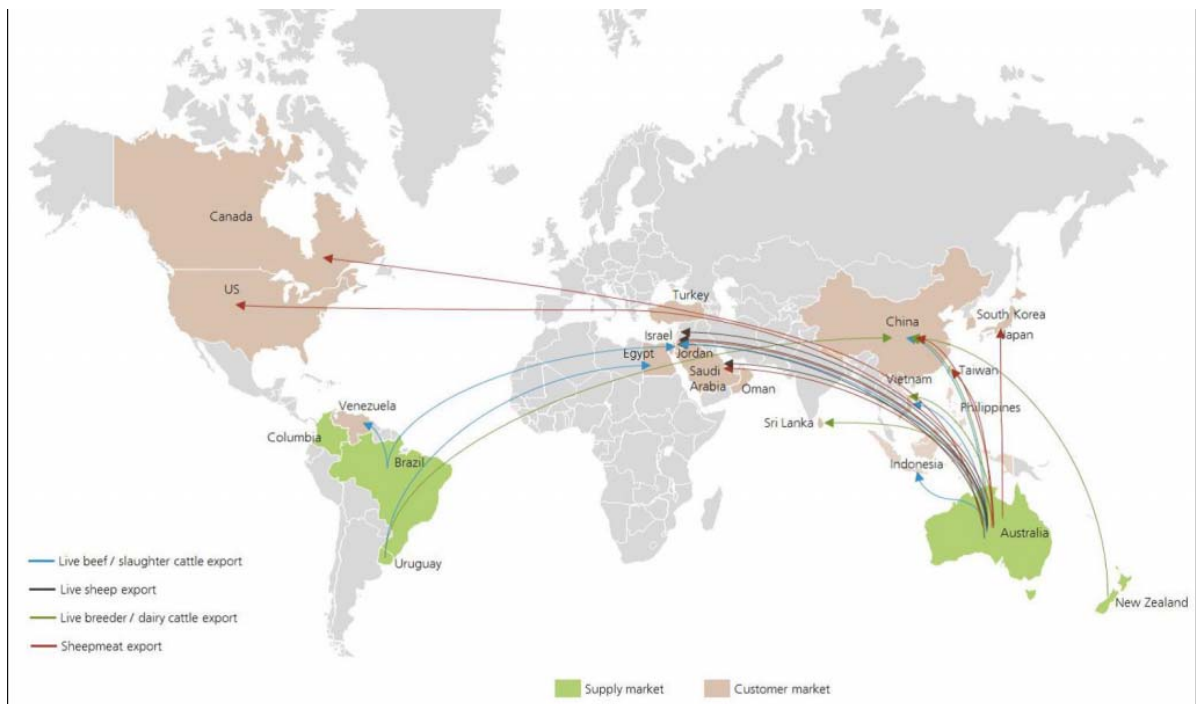 Canada
US
Turkey
Israel
Jordan
Egypt
Saudi
Arabia
Oman
China
South Korea
Japan
Taiwan
Vietnam
Philippines
Sri Lanka
Indonesia
Venezuela
Columbia
Brazil
Uruguay
Australia
New Zealand
Live beef / slaughter cattle export
Live sheep export
Live breeder / dairy cattle export
Sheepmeat export
Supply market
Customer market